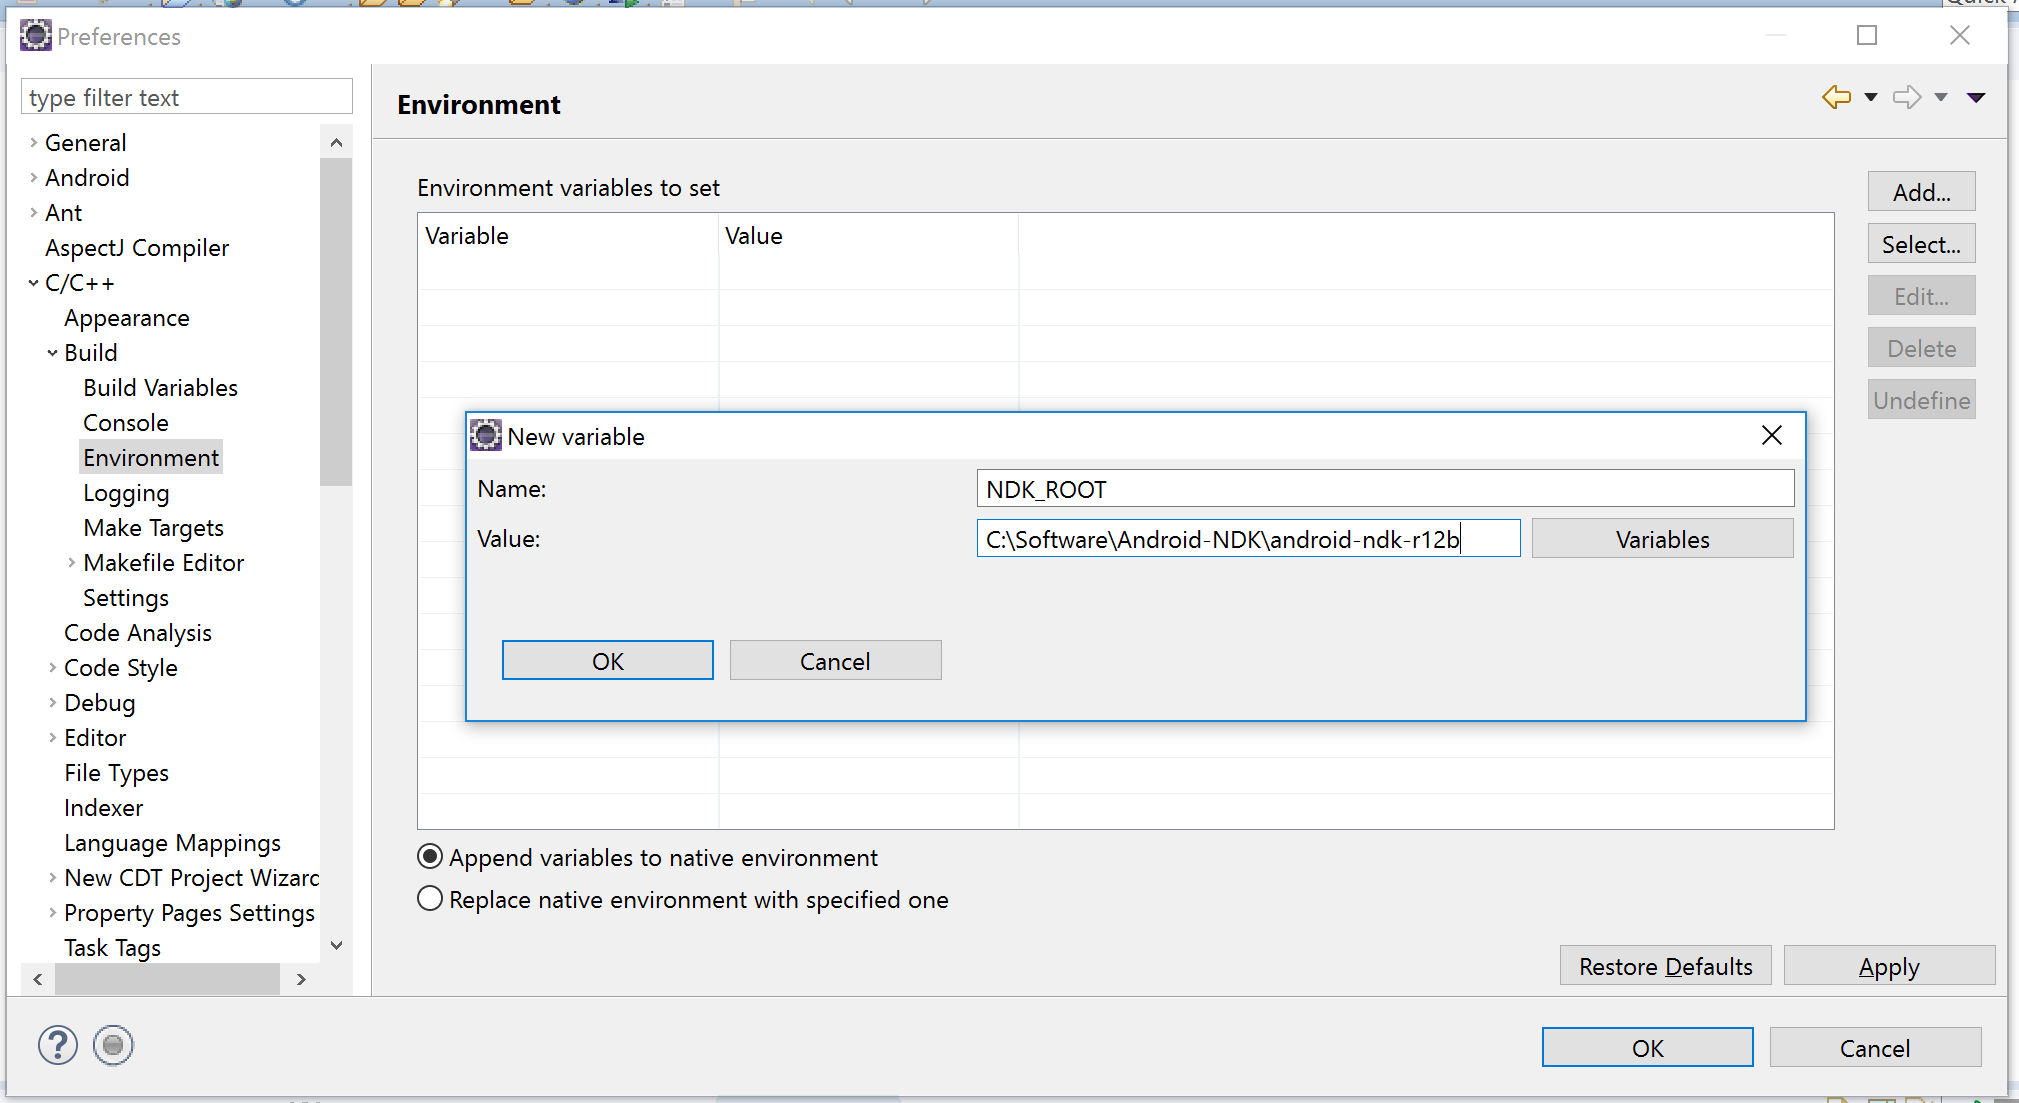 Preferences
type filter text
General
Android
Ant
AspectJ Compiler
C/C++
Appearance
Build
Build Variables
Console
Environment
Logging
Make Targets
Makefile Editor
Settings
Code Analysis
Code Style
Debug
Editor
File Types
Indexer
Language Mappings
New CDT Project Wizard
Property Pages Settings
Task Tags
Environment
Environment variables to set
Variable Value
Add...
Select...
Edit...
Delete
Undefine
New variable
Name: NDK_ROOT
Value: C:\Software\Android-NDK\android-ndk-r12b Variables
OK Cancel
Append variables to native environment
Replace native environment with specified one
Restore Defaults Apply
?
OK Cancel